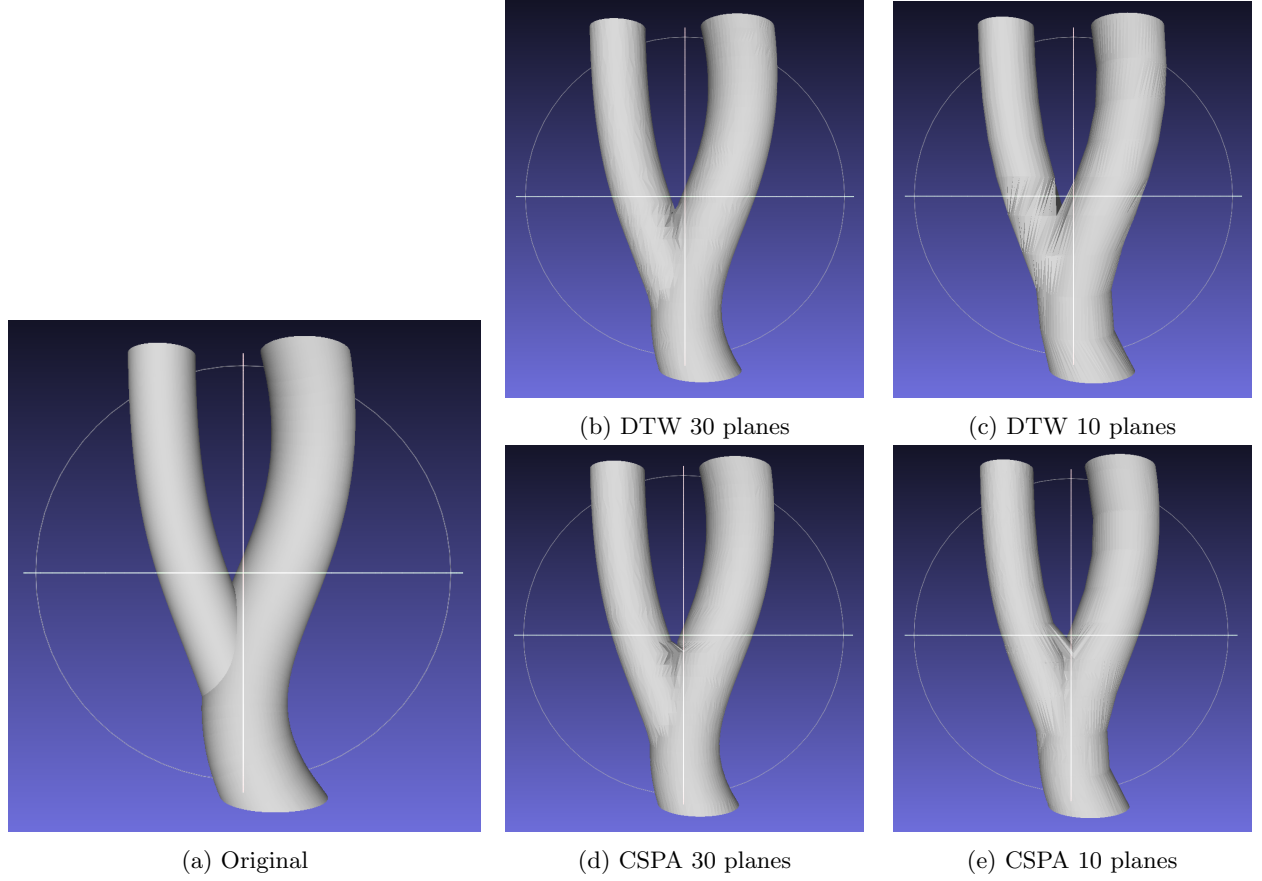 (b) DTW 30 planes
(c) DTW 10 planes
(a) Original
(d) CSPA 30 planes
(e) CSPA 10 planes